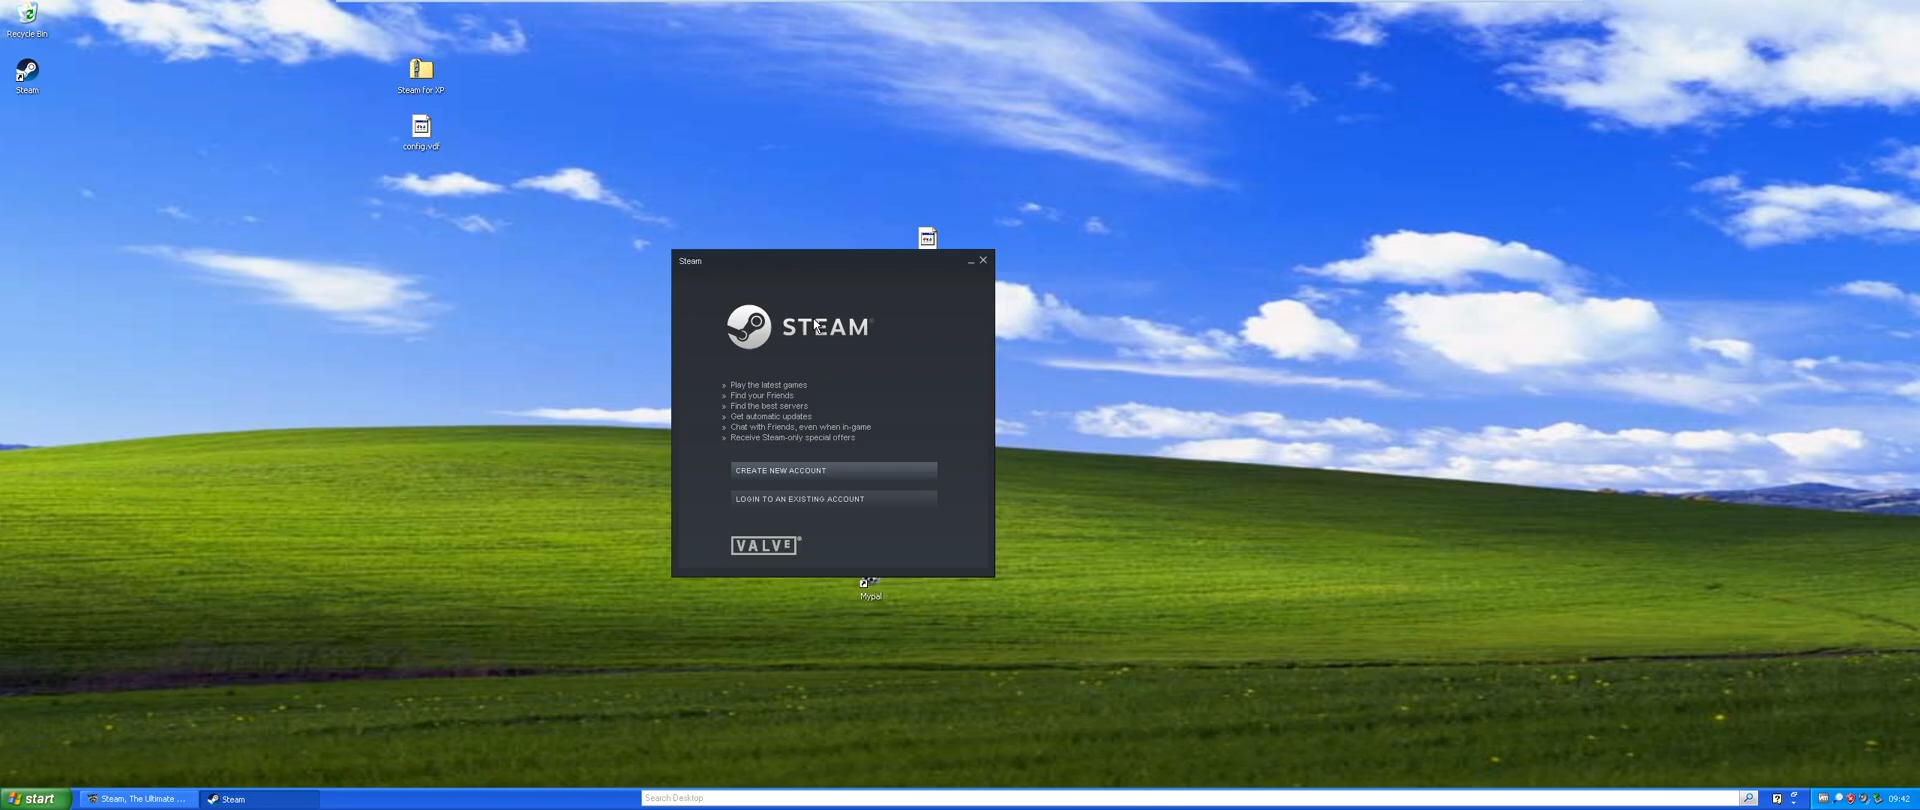 Recycle Bin
Steam
Steam for XP
config.vdf
Steam
STEAM
» Play the latest games
» Find your Friends
» Find the best servers
» Get automatic updates
» Chat with Friends, even when in-game
» Receive Steam-only special offers
CREATE NEW ACCOUNT
LOGIN TO AN EXISTING ACCOUNT
VALVE
Mypal
start
Steam, The Ultimate ...
Steam
Search Desktop
09:42